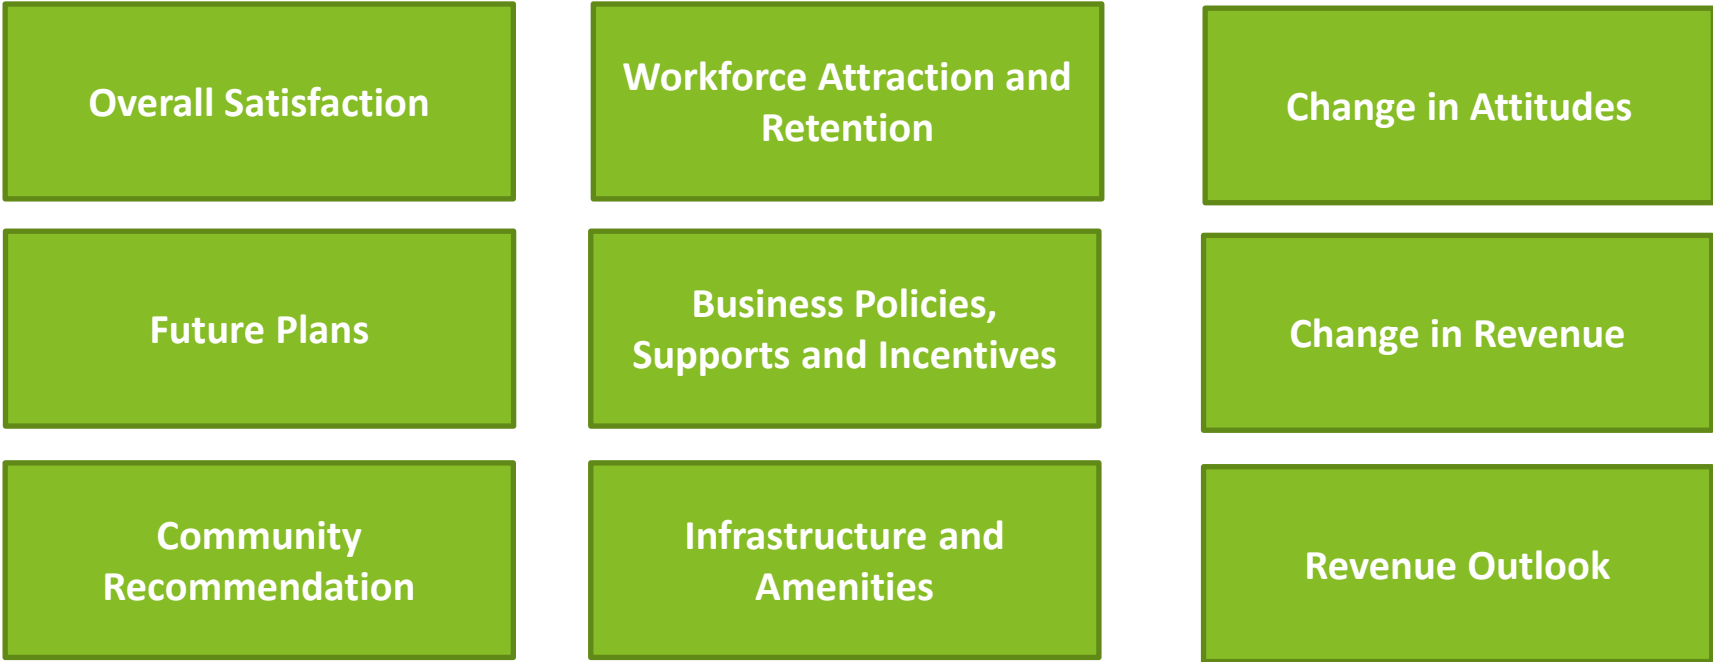 Overall Satisfaction
Workforce Attraction and
Retention
Change in Attitudes
Future Plans
Business Policies,
Supports and Incentives
Change in Revenue
Community
Recommendation
Infrastructure and
Amenities
Revenue Outlook